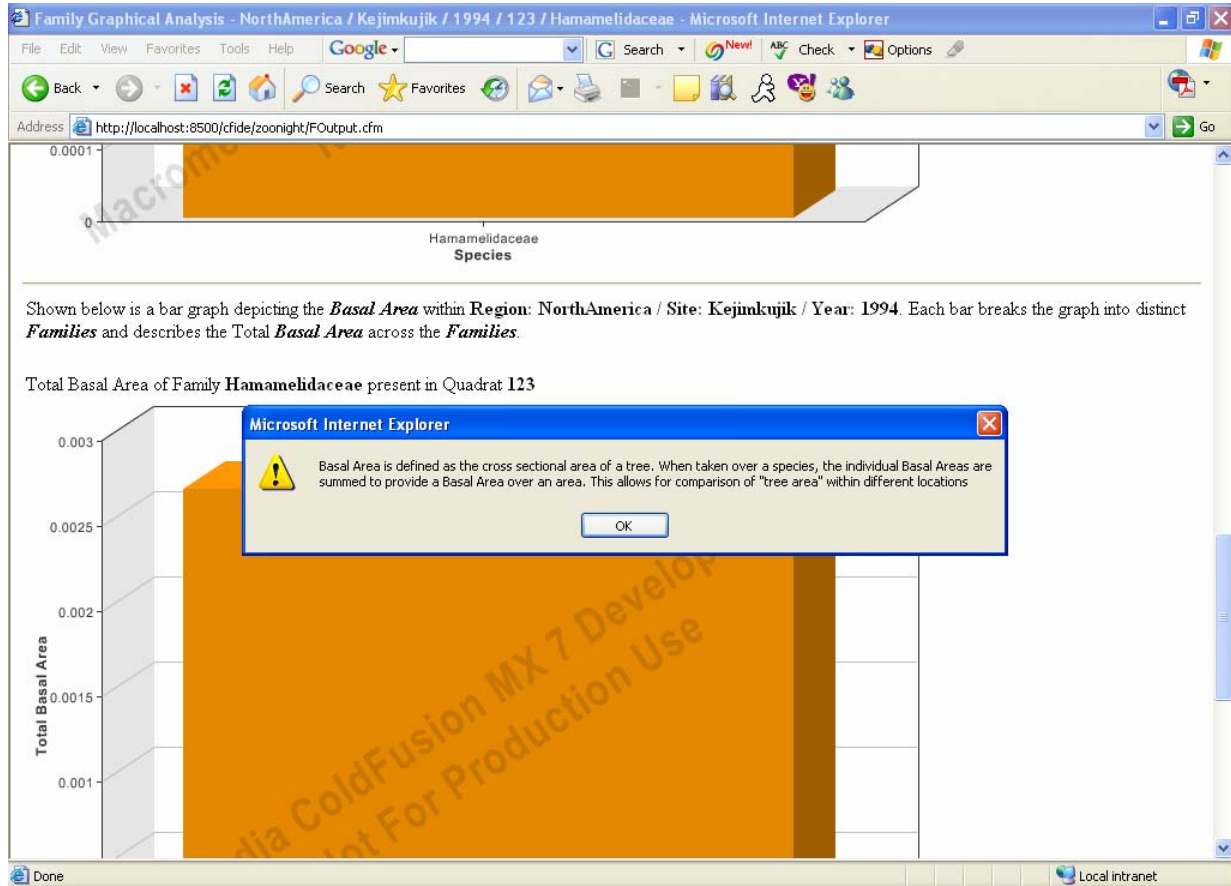 Family Graphical Analysis - NorthAmerica / Kejimkujik / 1994 / 123 / Hamamelidaceae - Microsoft Internet Explorer
File Edit View Favorites Tools Help Google Search New! ABC Check Options
Back Search Favorites
Address http://localhost:8500/cfide/zoonight/FOutput.cfm Go
0.0001
Macrome
0
Hamamelidaceae
Species
Shown below is a bar graph depicting the Basal Area within Region: NorthAmerica / Site: Kejimkujik / Year: 1994. Each bar breaks the graph into distinct
Families and describes the Total Basal Area across the Families.
Total Basal Area of Family Hamamelidaceae present in Quadrat 123
Microsoft Internet Explorer
Basal Area is defined as the cross sectional area of a tree. When taken over a species, the individual Basal Areas are
summed to provide a Basal Area over an area. This allows for comparison of "tree area" within different locations
OK
0.003
0.0025
0.002
0.0015
0.001
Total Basal Area
dia ColdFusion MX 7 Develop
Not For Production Use
Done Local intranet